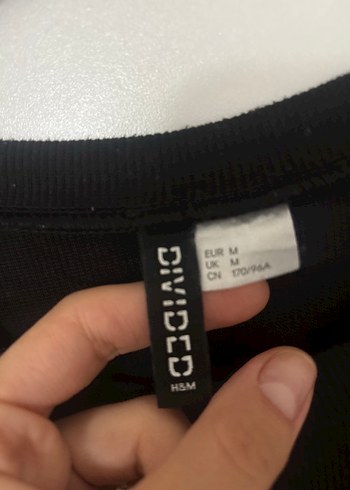 DIVIDED
H&M
EUR M
UK M
CN 170/96A